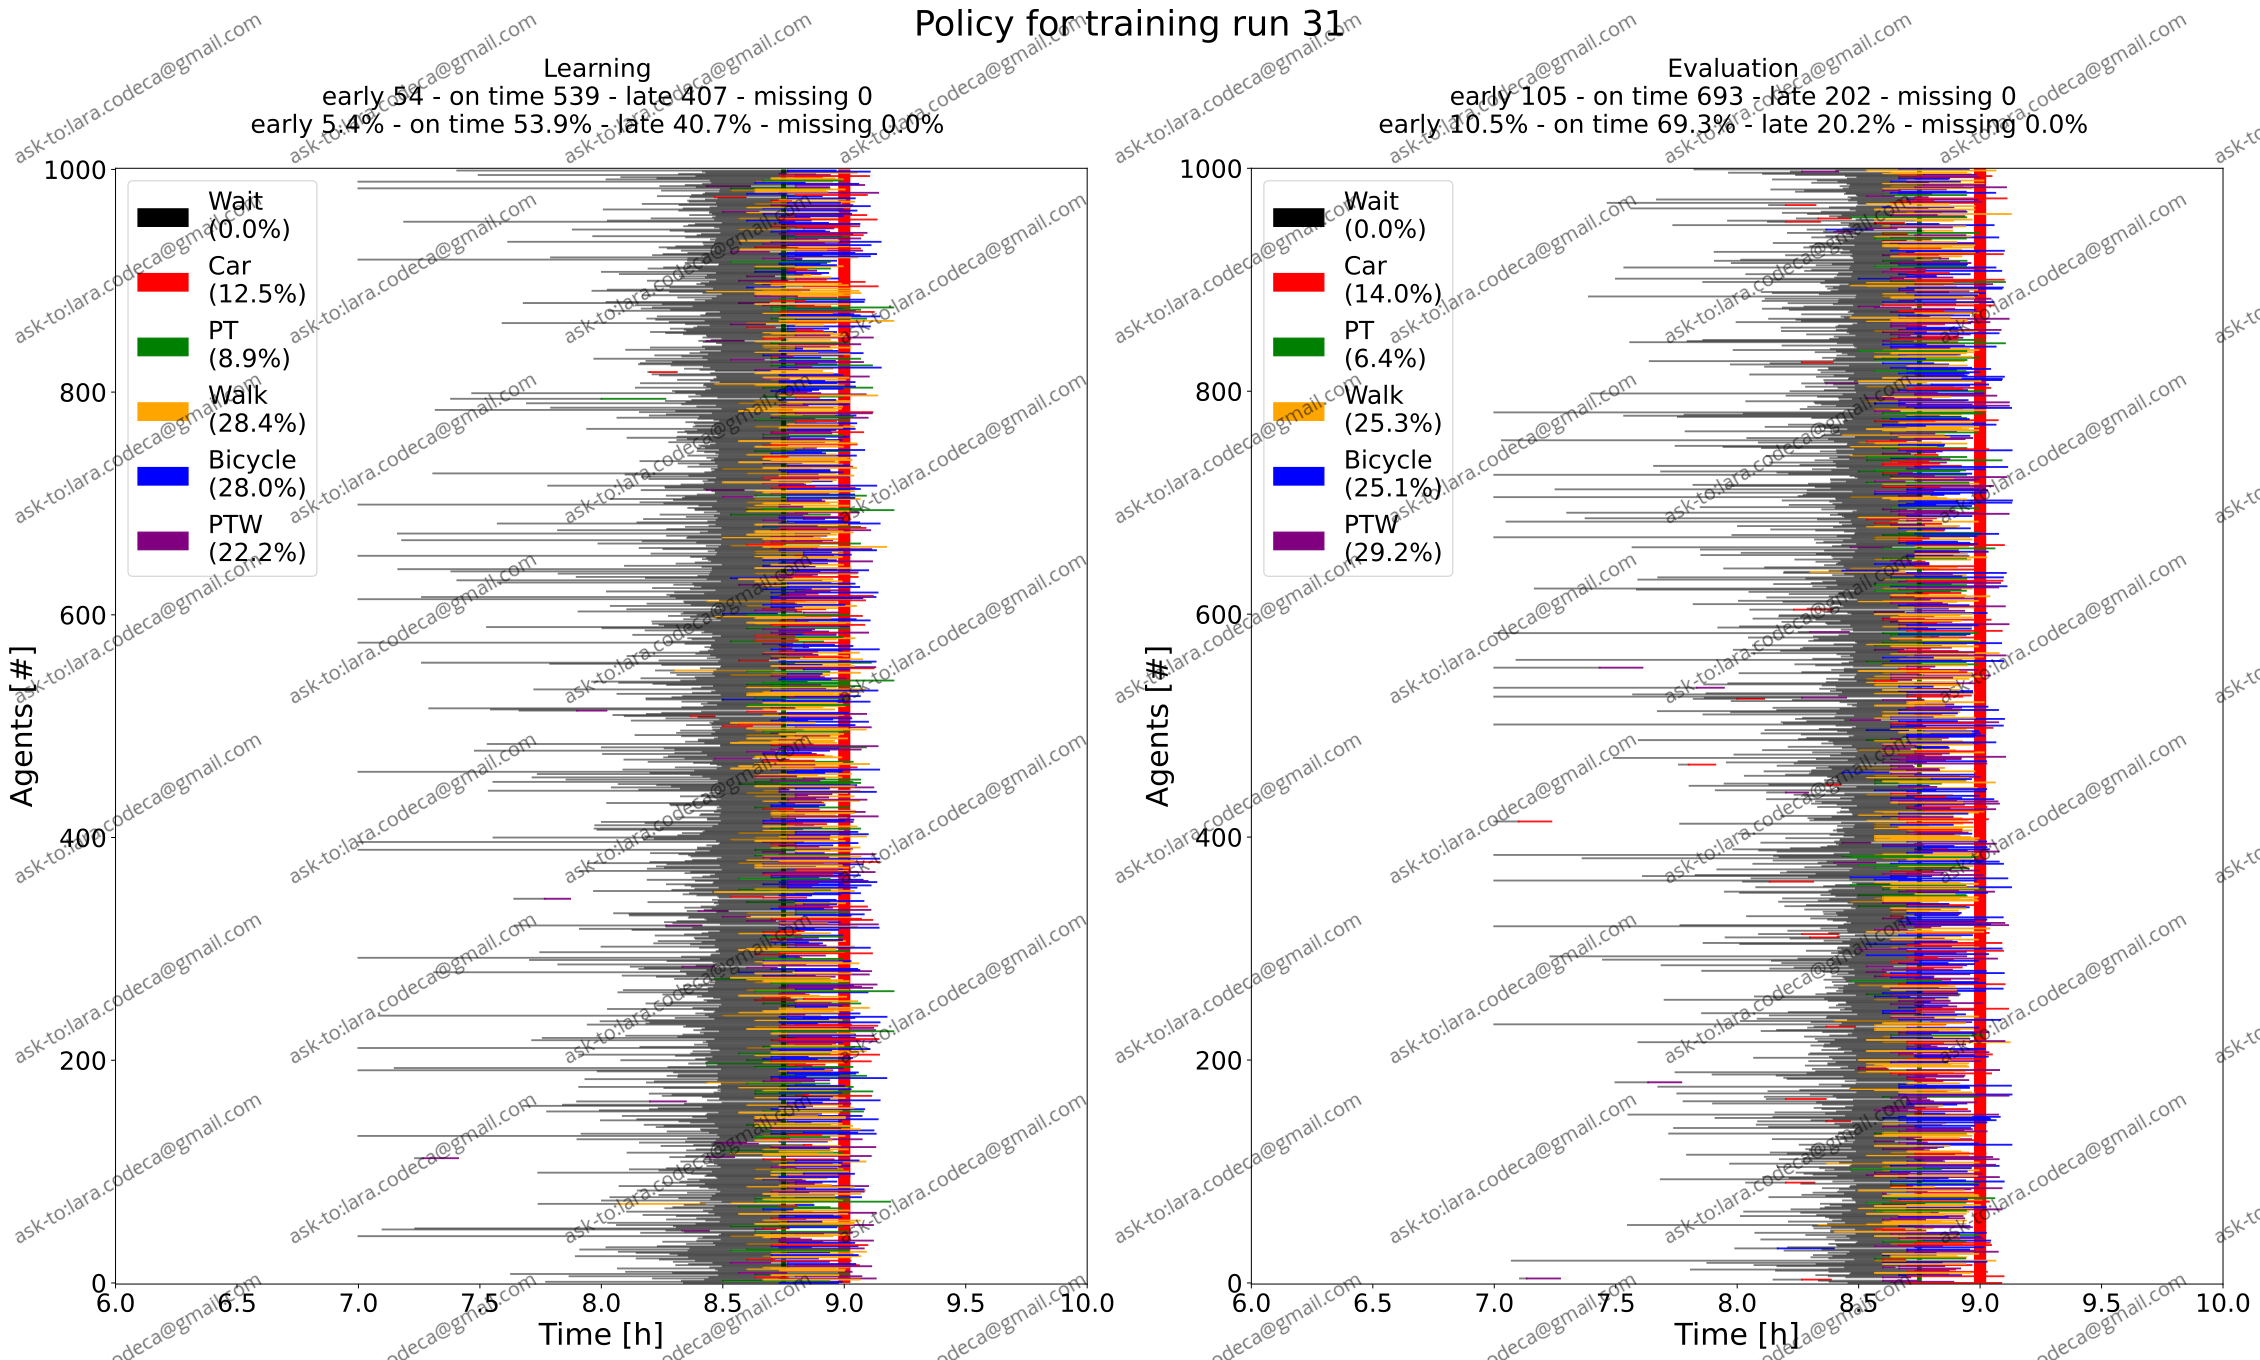 Policy for training run 31
Learning
early 54 - on time 539 - late 407 - missing 0
early 5.4% - on time 53.9% - late 40.7% - missing 0.0%
Evaluation
early 105 - on time 693 - late 202 - missing 0
early 10.5% - on time 69.3% - late 20.2% - missing 0.0%
1000
800
600
400
200
0
Agents [#]
Wait
(0.0%)
Car
(12.5%)
PT
(8.9%)
Walk
(28.4%)
Bicycle
(28.0%)
PTW
(22.2%)
6.0 6.5 7.0 7.5 8.0 8.5 9.0 9.5 10.0
Time [h]
1000
800
600
400
200
0
Agents [#]
Wait
(0.0%)
Car
(14.0%)
PT
(6.4%)
Walk
(25.3%)
Bicycle
(25.1%)
PTW
(29.2%)
6.0 6.5 7.0 7.5 8.0 8.5 9.0 9.5 10.0
Time [h]
ask-to:lara.codeca@gmail.com